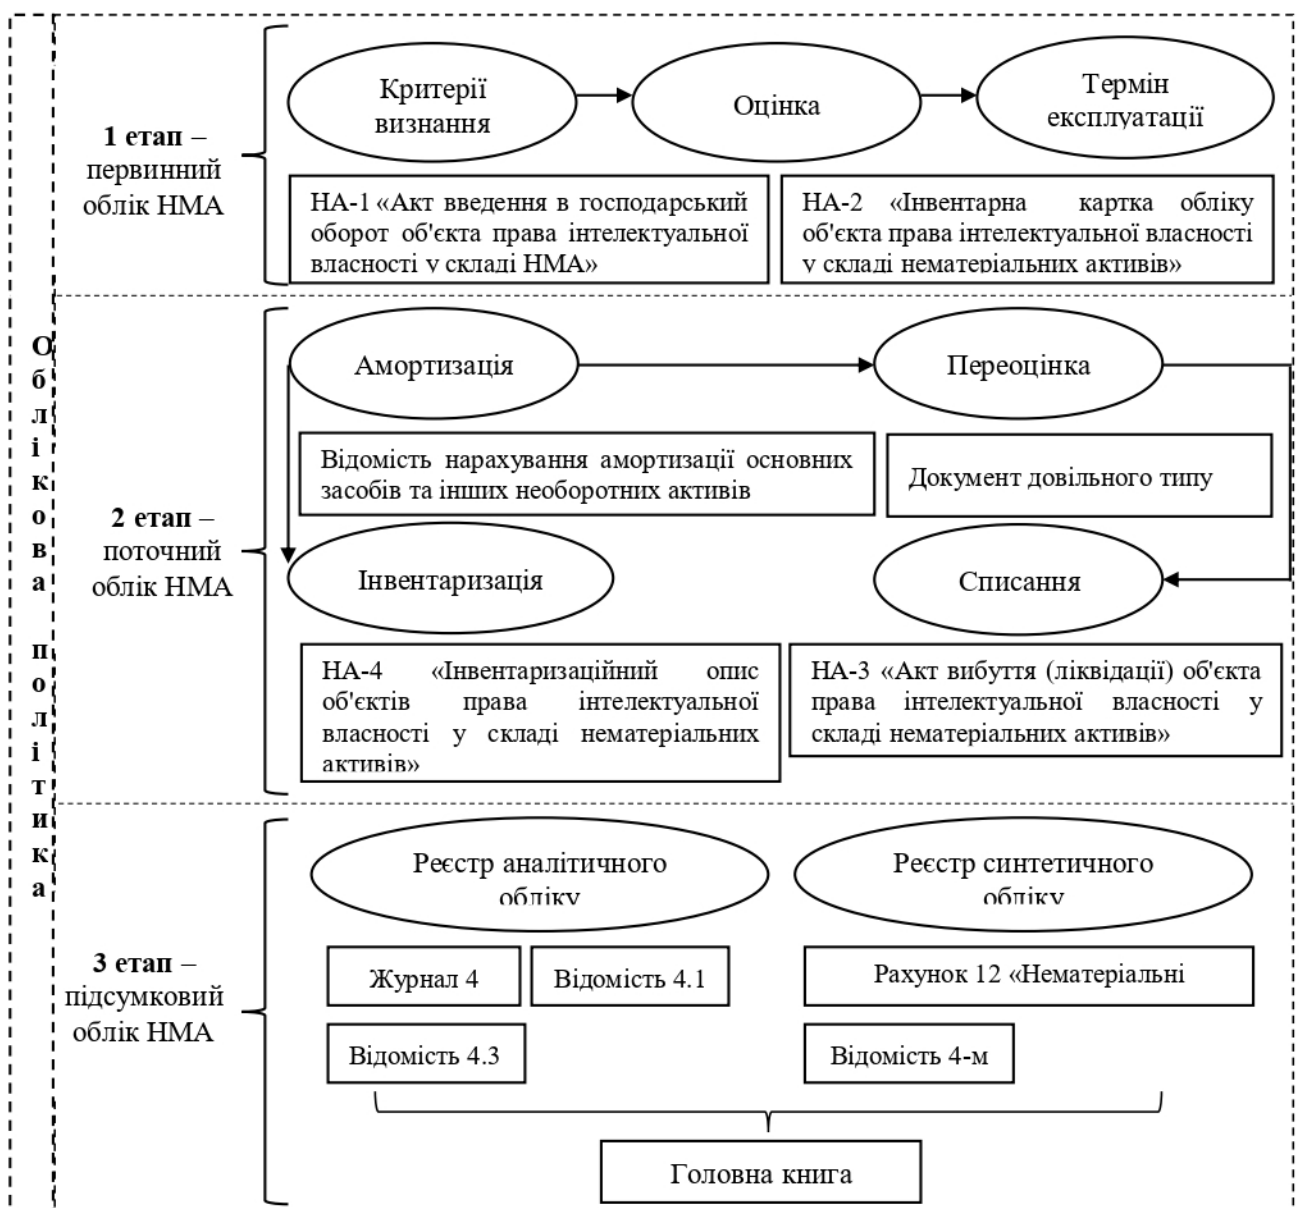 Облікова політика
1 етап –
первинний
облік НМА
Критерії
визнання
Оцінка
Термін
експлуатації
НА-1 «Акт введення в господарський
оборот об'єкта права інтелектуальної
власності у складі НМА»
НА-2 «Інвентарна картка обліку
об'єкта права інтелектуальної власності
у складі нематеріальних активів»
2 етап –
поточний
облік НМА
Амортизація
Переоцінка
Відомість нарахування амортизації основних
засобів та інших необоротних активів
Документ довільного типу
Інвентаризація
Списання
НА-4 «Інвентаризаційний опис
об'єктів права інтелектуальної
власності у складі нематеріальних
активів»
НА-3 «Акт вибуття (ліквідації) об'єкта
права інтелектуальної власності у
складі нематеріальних активів»
3 етап –
підсумковий
облік НМА
Реєстр аналітичного
обліку
Реєстр синтетичного
обліку
Журнал 4
Відомість 4.1
Рахунок 12 «Нематеріальні
Відомість 4.3
Відомість 4-м
Головна книга